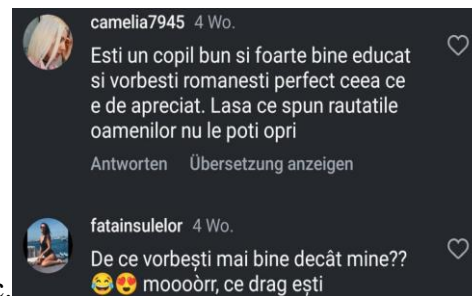 camelia7945 4 Wo.
Esti un copil bun si foarte bine educat
si vorbesti romanesti perfect ceea ce
e de apreciat. Lasa ce spun rautatile
oamenilor nu le poti opri
Antworten Übersetzung anzeigen
fatainsulelor 4 Wo.
De ce vorbești mai bine decât mine??
😂😍 moooòrr, ce drag ești